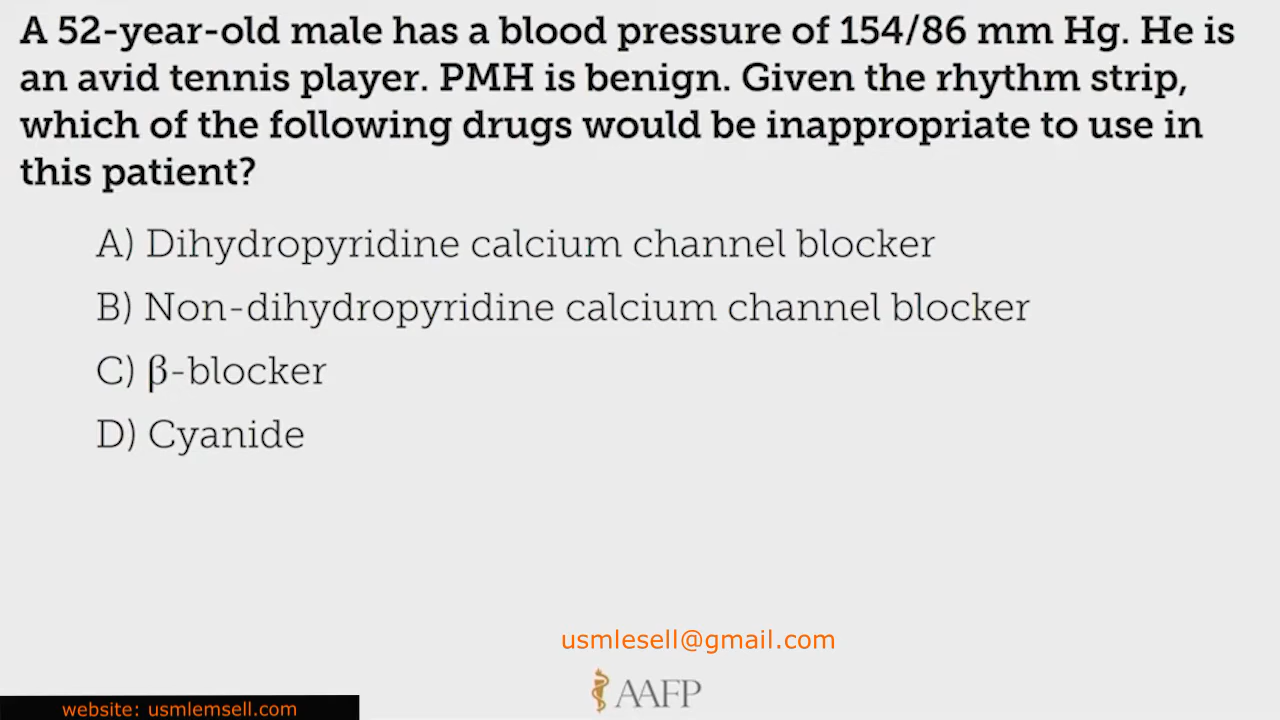 A 52-year-old male has a blood pressure of 154/86 mm Hg. He is
an avid tennis player. PMH is benign. Given the rhythm strip,
which of the following drugs would be inappropriate to use in
this patient?
A) Dihydropyridine calcium channel blocker
B) Non-dihydropyridine calcium channel blocker
C) β-blocker
D) Cyanide
usmlesell@gmail.com
AAFP
website: usmlemsell.com